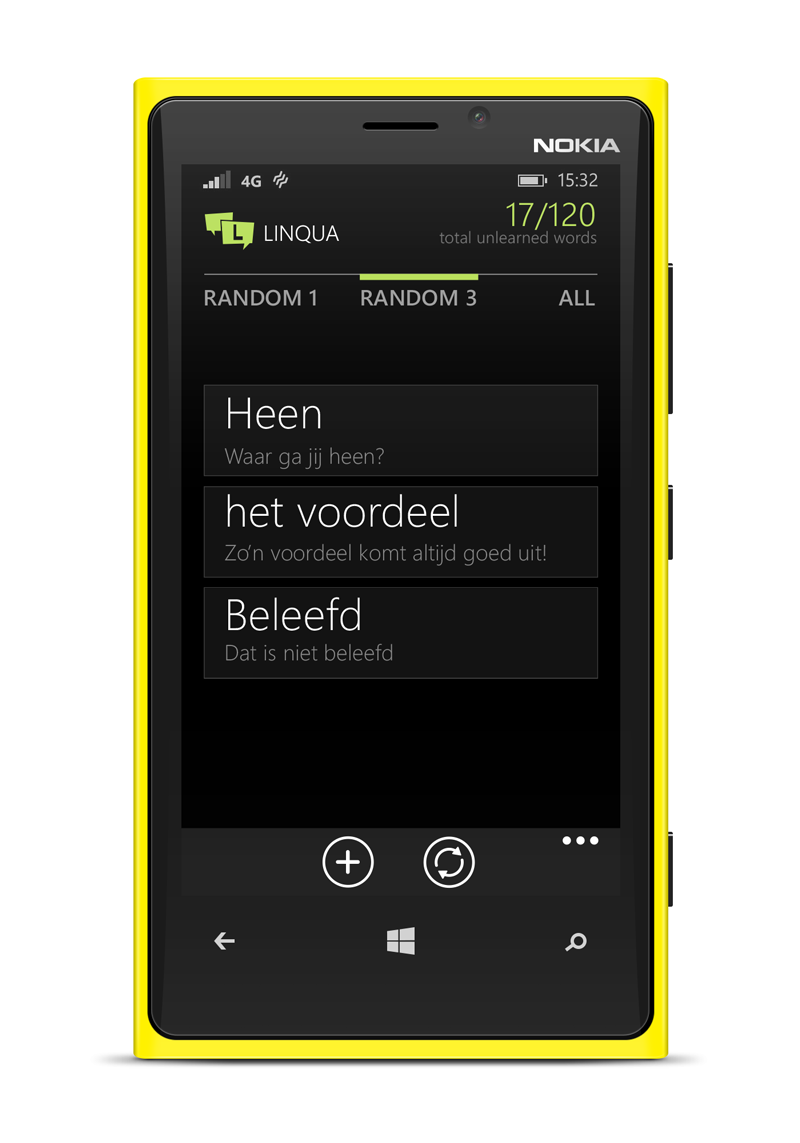 NOKIA
4G 15:32
17/120
L LINQUA total unlearned words
RANDOM 1 RANDOM 3 ALL
Heen
Waar ga jij heen?
het voordeel
Zo'n voordeel komt altijd goed uit!
Beleefd
Dat is niet beleefd